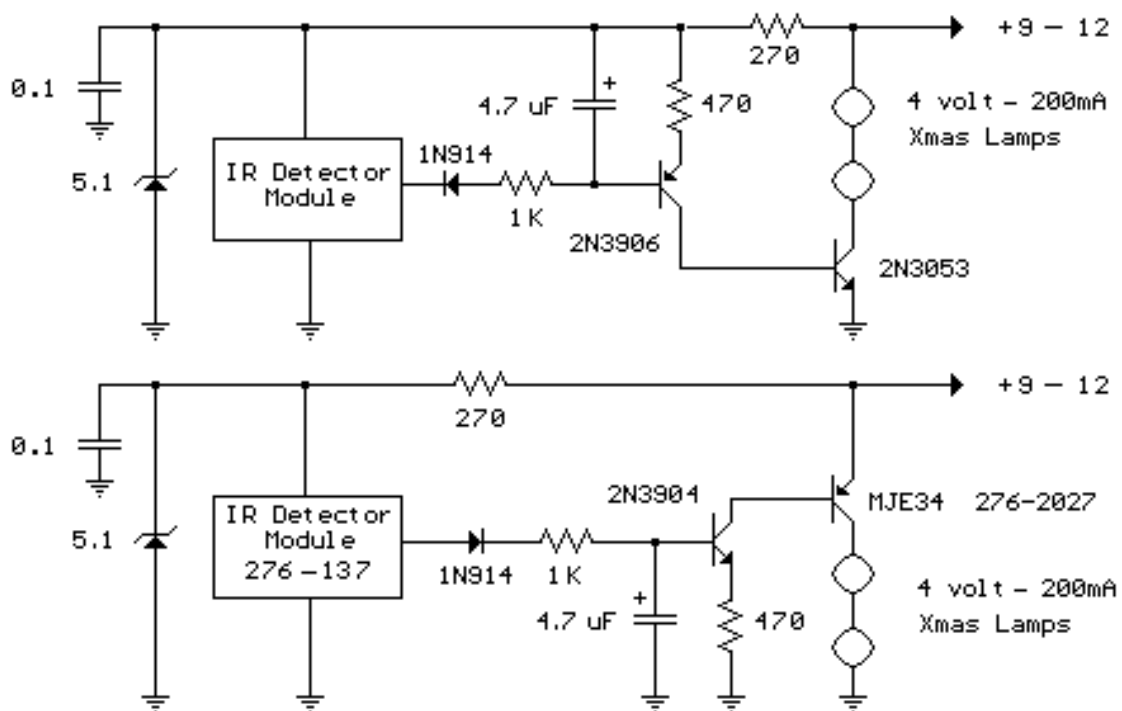 +9 - 12
270
0.1
4.7 uF
+
470
4 volt - 200mA
Xmas Lamps
1N914
5.1
IR Detector
Module
1K
2N3906
2N3053
+9 - 12
270
0.1
2N3904
MJE34 276-2027
5.1
IR Detector
Module
276-137
1N914
1K
+
4.7 uF
470
4 volt - 200mA
Xmas Lamps